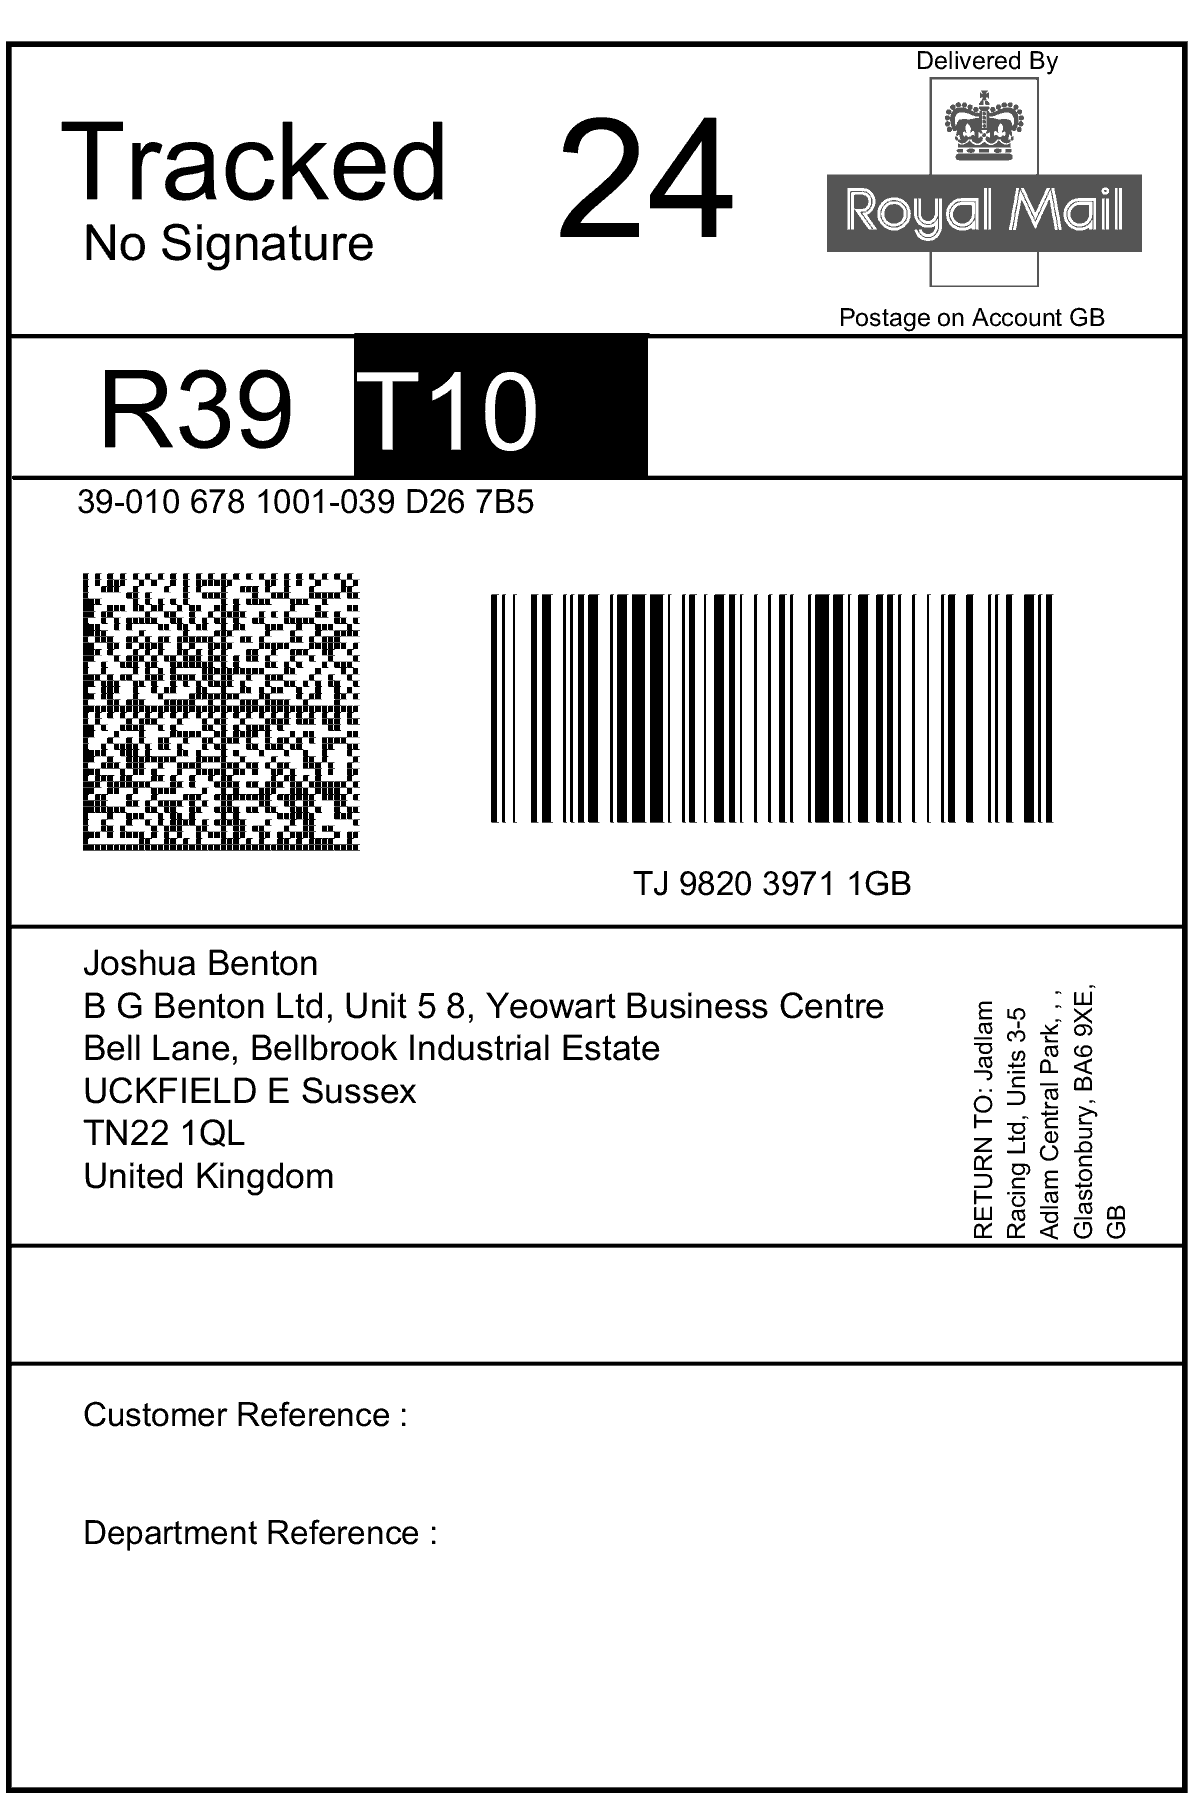 Delivered By
Tracked 24
No Signature
Royal Mail
Postage on Account GB
R39 T10
39-010 678 1001-039 D26 7B5
TJ 9820 3971 1GB
Joshua Benton
B G Benton Ltd, Unit 5 8, Yeowart Business Centre
Bell Lane, Bellbrook Industrial Estate
UCKFIELD E Sussex
TN22 1QL
United Kingdom
RETURN TO: Jadlam
Racing Ltd, Units 3-5
Adlam Central Park, , ,
Glastonbury, BA6 9XE,
GB
Customer Reference :
Department Reference :